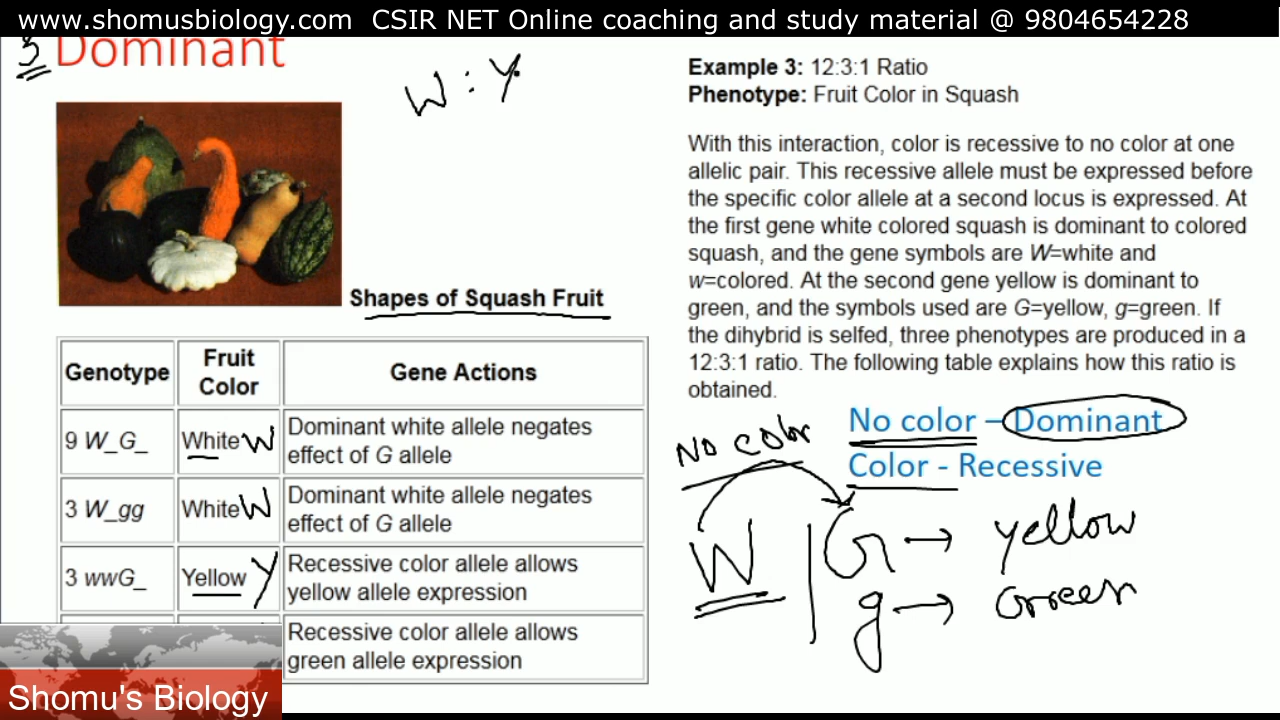 www.shomusbiology.com CSIR NET Online coaching and study material @ 9804654228
3 Dominant
W : Y
Shapes of Squash Fruit
Genotype Fruit Color Gene Actions
9 W_G_ White W Dominant white allele negates
effect of G allele
3 W_gg White W Dominant white allele negates
effect of G allele
3 wwG_ Yellow Y Recessive color allele allows
yellow allele expression
Recessive color allele allows
green allele expression
Shomu's Biology
Example 3: 12:3:1 Ratio
Phenotype: Fruit Color in Squash
With this interaction, color is recessive to no color at one
allelic pair. This recessive allele must be expressed before
the specific color allele at a second locus is expressed. At
the first gene white colored squash is dominant to colored
squash, and the gene symbols are W=white and
w=colored. At the second gene yellow is dominant to
green, and the symbols used are G=yellow, g=green. If
the dihybrid is selfed, three phenotypes are produced in a
12:3:1 ratio. The following table explains how this ratio is
obtained.
No color – Dominant
Color - Recessive
No color
W G → yellow
g → Green